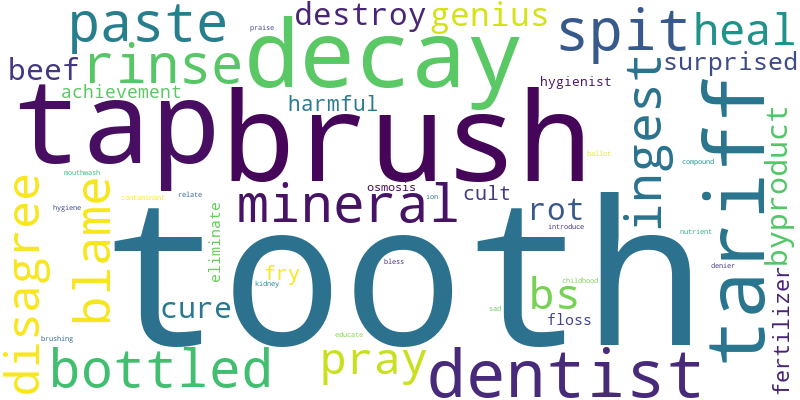 praise
destroy
genius
paste
spit
heal
decay
rinse
beef
surprised
achievement
hygienist
harmful
tap
brush
ingest
tariff
byproduct
ballot
compound
mouthwash
osmosis
cult
mineral
ion
contaminant
relate
hygiene
disagree
blame
eliminate
rot
introduce
nutrient
tooth
bless
denier
fry
kidney
childhood
cure
bs
sad
floss
fertilizer
educate
brushing
bottled
pray
dentist